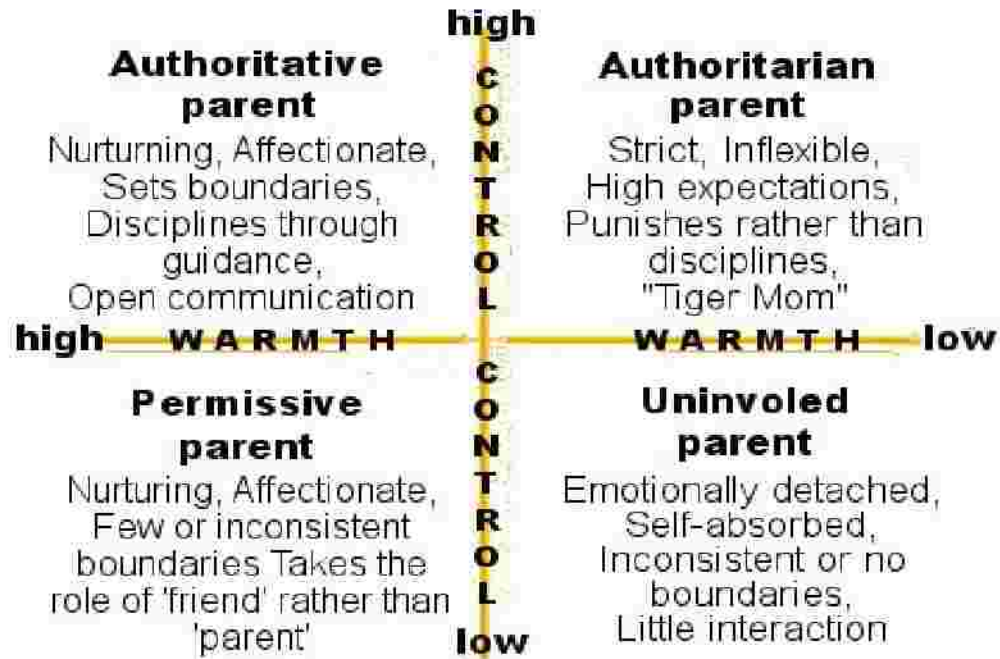 high
Authoritative
parent
Nurturning, Affectionate,
Sets boundaries,
Disciplines through
guidance,
Open communication
CONTROL
Authoritarian
parent
Strict, Inflexible,
High expectations,
Punishes rather than
disciplines,
"Tiger Mom"
high WARMTH WARMTH low
Permissive
parent
Nurturing, Affectionate,
Few or inconsistent
boundaries Takes the
role of 'friend' rather than
'parent'
CONTROL
low
Uninvoled
parent
Emotionally detached,
Self-absorbed,
Inconsistent or no
boundaries,
Little interaction